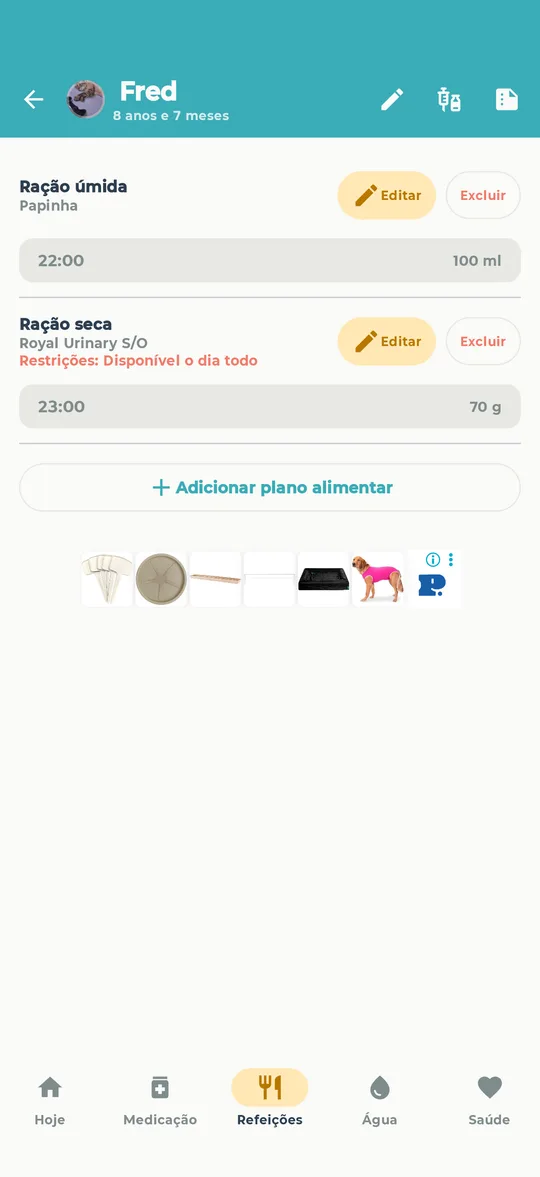 Fred
8 anos e 7 meses
Ração úmida
Papinha
Editar
Excluir
22:00
100 ml
Ração seca
Royal Urinary S/O
Restrições: Disponível o dia todo
Editar
Excluir
23:00
70 g
Adicionar plano alimentar
P.
Hoje
Medicação
Refeições
Água
Saúde